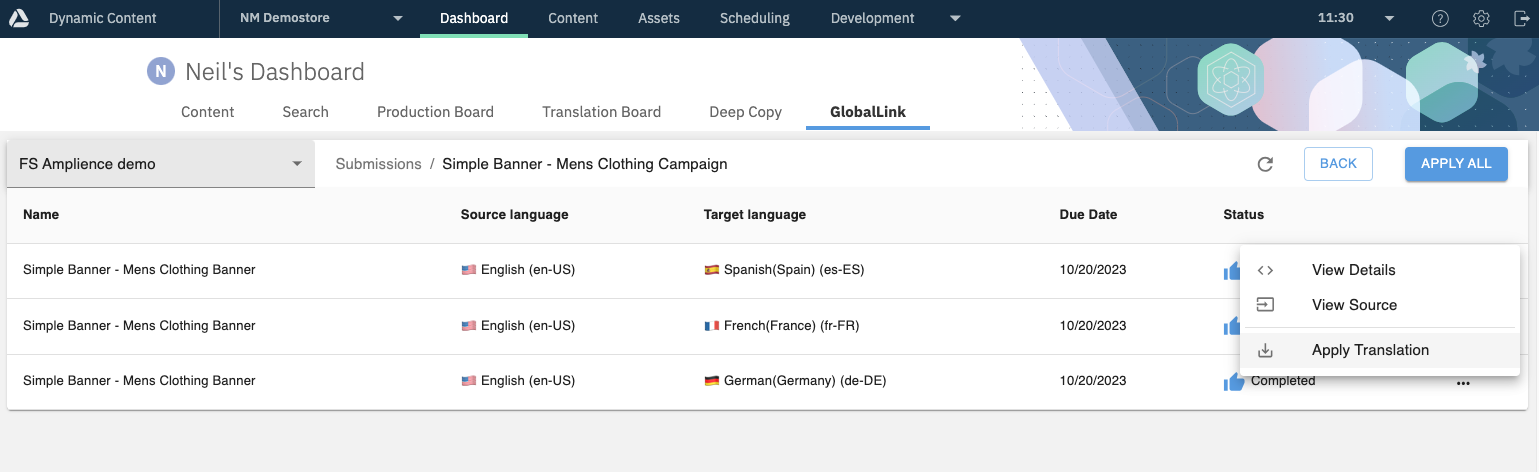 Dynamic Content NM Demostore Dashboard Content Assets Scheduling Development 11:30
N Neil's Dashboard
Content Search Production Board Translation Board Deep Copy GlobalLink
FS Amplience demo Submissions / Simple Banner - Mens Clothing Campaign BACK APPLY ALL
Name Source language Target language Due Date Status
Simple Banner - Mens Clothing Banner English (en-US) Spanish(Spain) (es-ES) 10/20/2023
View Details
View Source
Simple Banner - Mens Clothing Banner English (en-US) French(France) (fr-FR) 10/20/2023
Apply Translation
Simple Banner - Mens Clothing Banner English (en-US) German(Germany) (de-DE) 10/20/2023 Completed